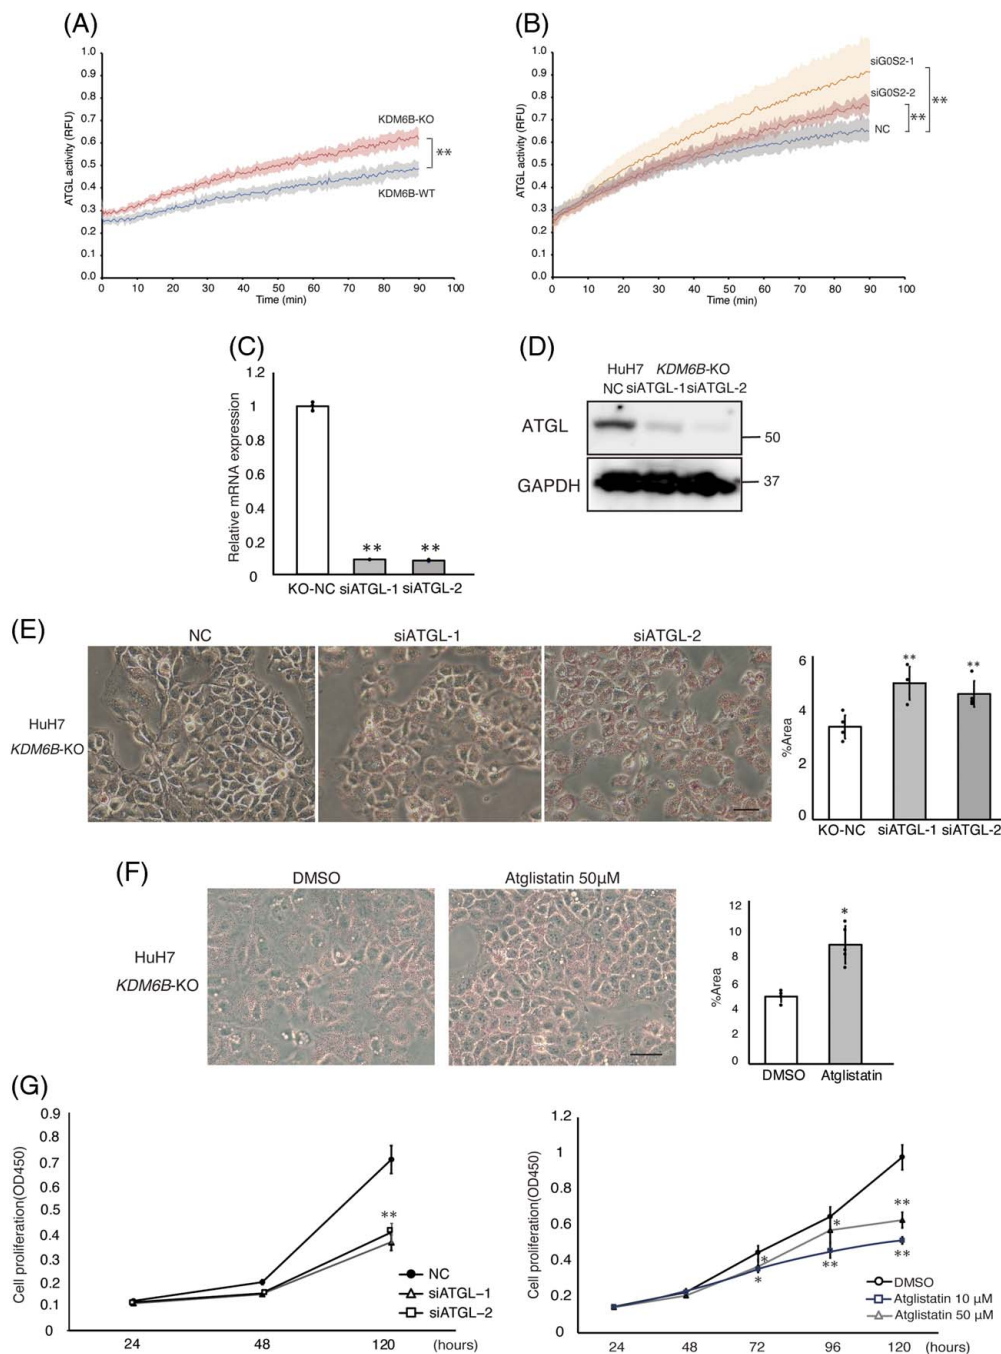 (A)
1.0
0.9
0.8
0.7
0.6
0.5
0.4
0.3
0.2
0.1
0.0
ATGL activity (RFU)
KDM6B-KO
**
KDM6B-WT
0 10 20 30 40 50 60 70 80 90 100
Time (min)
(B)
1.0
0.9
0.8
0.7
0.6
0.5
0.4
0.3
0.2
0.1
0.0
ATGL activity (RFU)
siG0S2-1
siG0S2-2
**
**
NC
0 10 20 30 40 50 60 70 80 90 100
Time (min)
(C)
1.2
1
0.8
0.6
0.4
0.2
0
Relative mRNA expression
** **
KO-NC siATGL-1 siATGL-2
(D)
HuH7 KDM6B-KO
NC siATGL-1 siATGL-2
ATGL
50
GAPDH
37
(E)
NC siATGL-1 siATGL-2
HuH7
KDM6B-KO
6
4
2
0
%Area
** **
KO-NC siATGL-1 siATGL-2
(F)
DMSO Atglistatin 50μM
HuH7
KDM6B-KO
12
10
8
6
4
2
0
%Area
*
DMSO Atglistatin
(G)
0.9
0.8
0.7
0.6
0.5
0.4
0.3
0.2
0.1
0
Cell proliferation(OD450)
**
NC
siATGL-1
siATGL-2
24 48 120 (hours)
1.2
1
0.8
0.6
0.4
0.2
0
Cell proliferation(OD450)
*
*
*
**
**
**
DMSO
Atglistatin 10 μM
Atglistatin 50 μM
24 48 72 96 120 (hours)